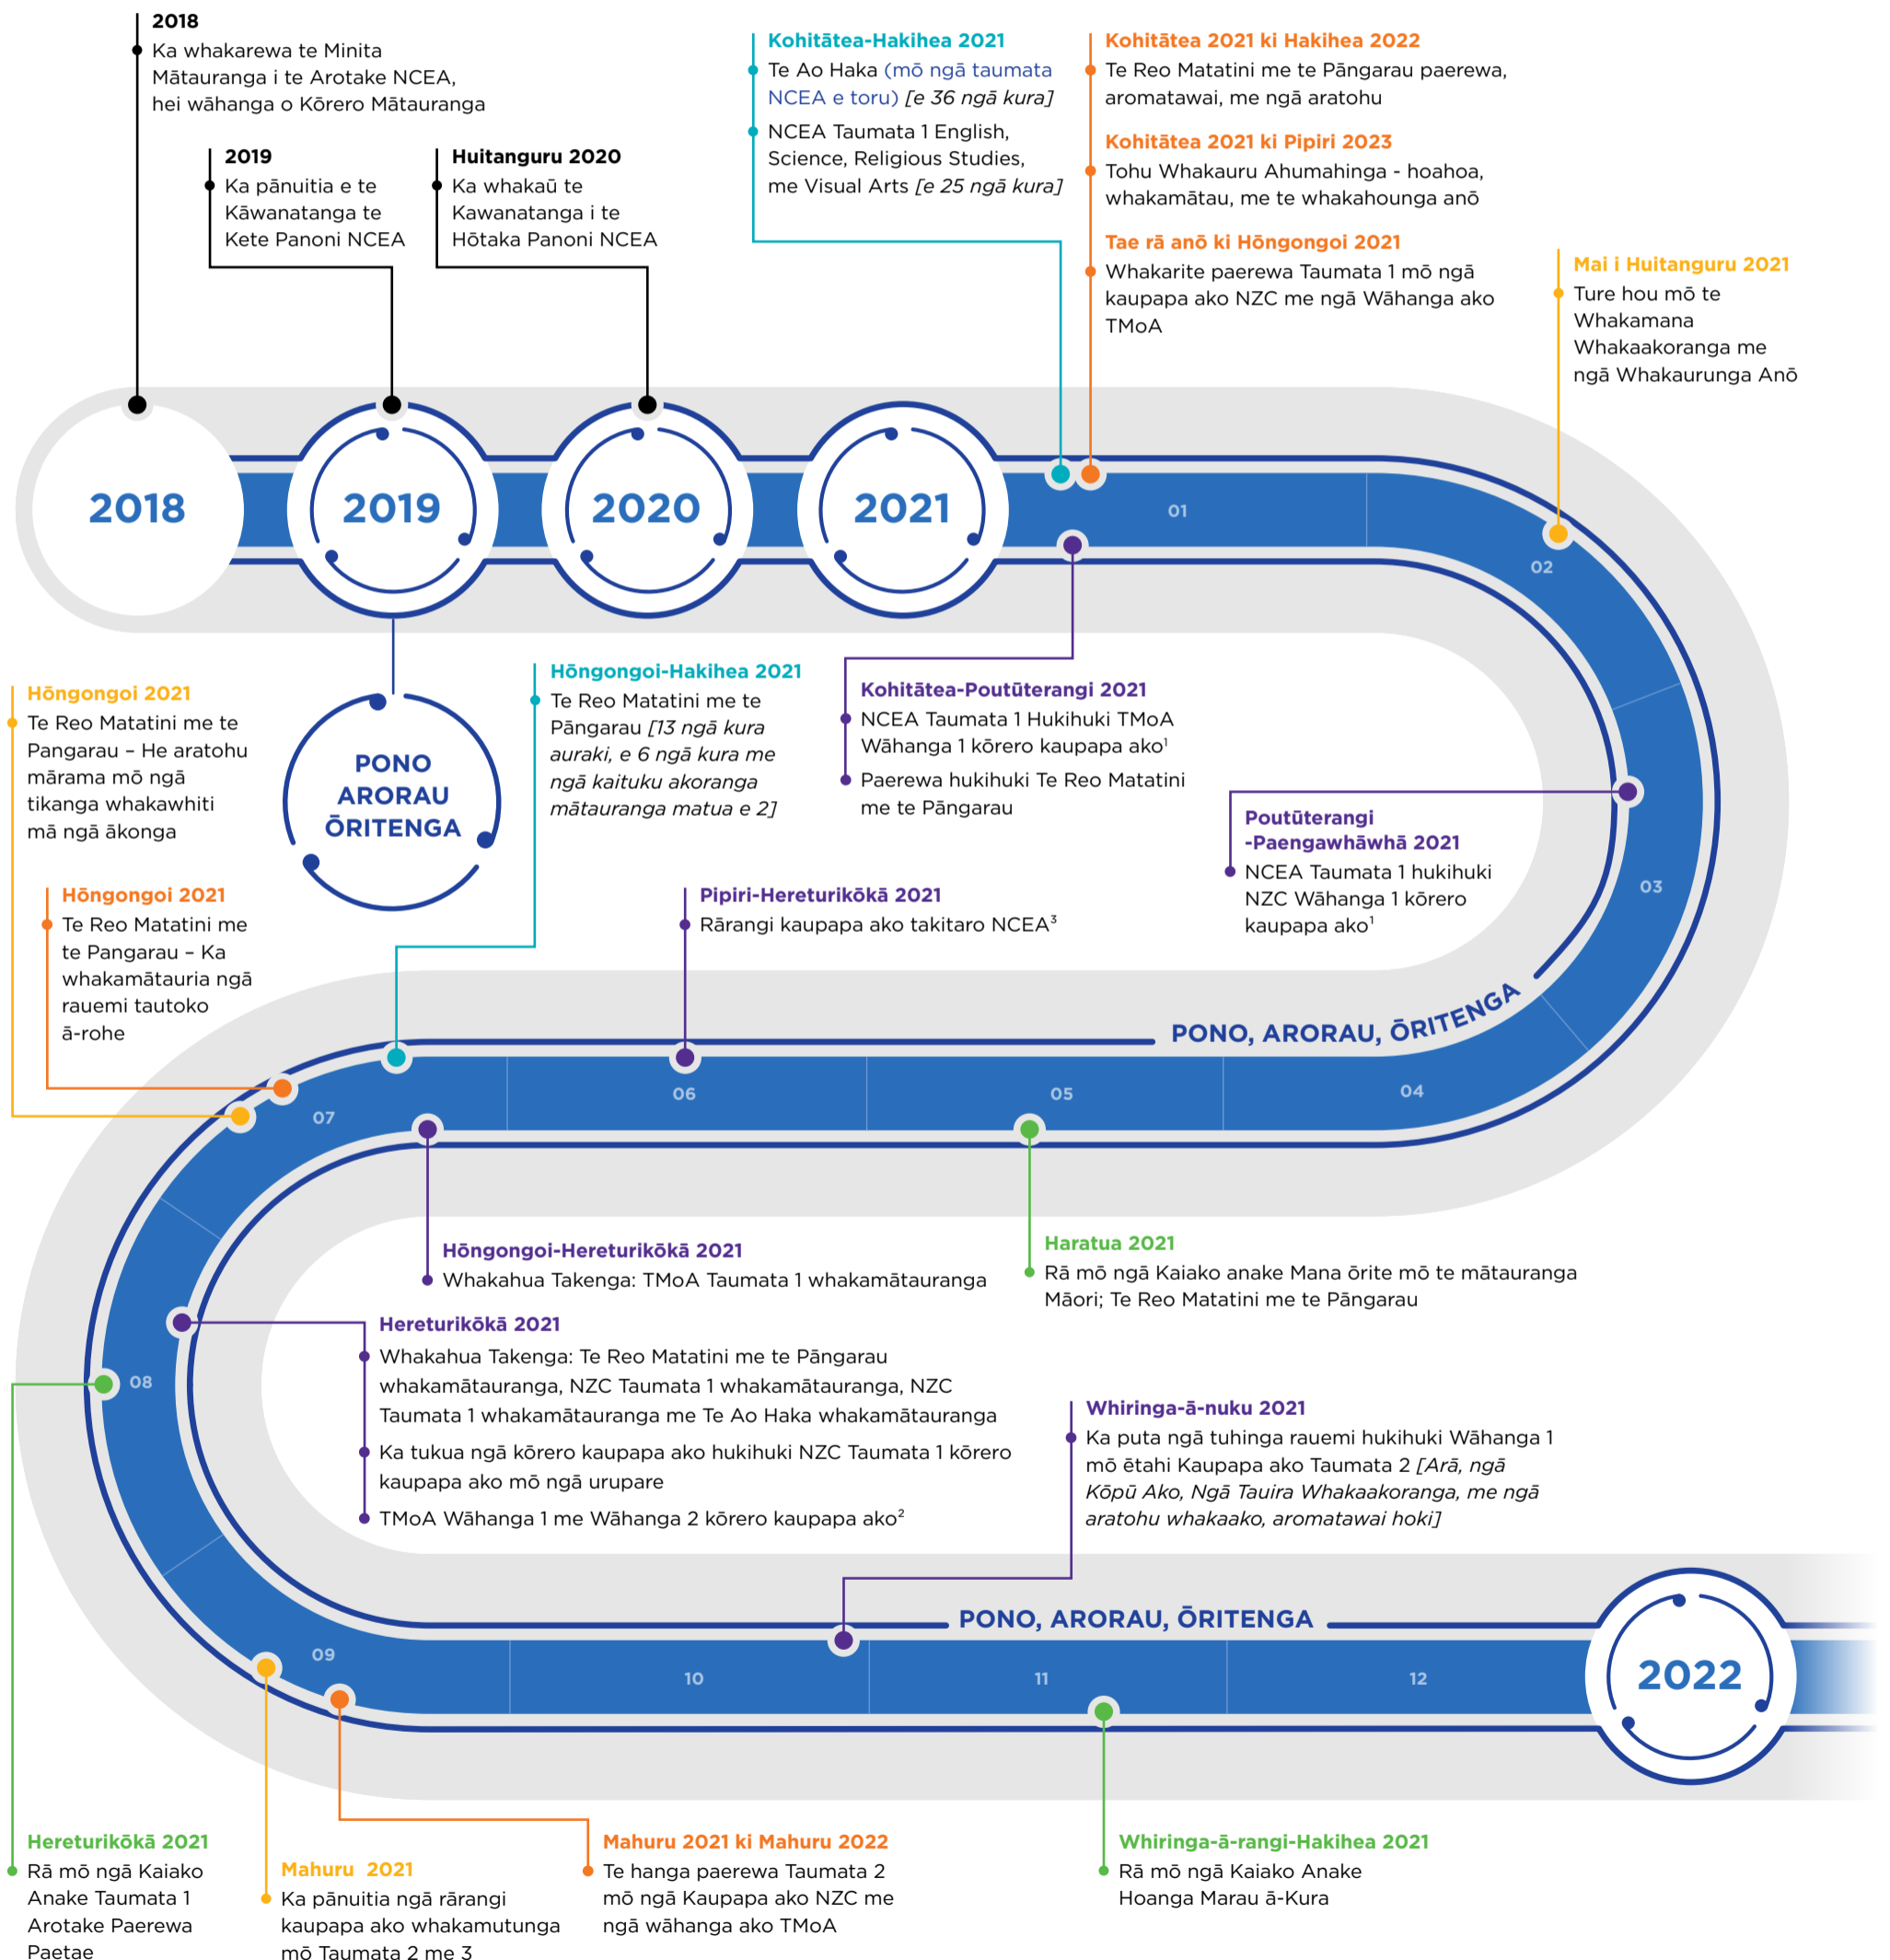 2018
Ka whakarewa te Minita
Mātauranga i te Arotake NCEA,
hei wāhanga o Kōrero Mātauranga
2019
Ka pānuitia e te
Kāwanatanga te
Kete Panoni NCEA
Huitanguru 2020
Ka whakaū te
Kawanatanga i te
Hōtaka Panoni NCEA
Kohitātea-Hakihea 2021
Te Ao Haka (mō ngā taumata
NCEA e toru) [e 36 ngā kura]
NCEA Taumata 1 English,
Science, Religious Studies,
me Visual Arts [e 25 ngā kura]
Kohitātea 2021 ki Hakihea 2022
Te Reo Matatini me te Pāngarau paerewa,
aromatawai, me ngā aratohu
Kohitātea 2021 ki Pipiri 2023
Tohu Whakauru Ahumahinga - hoahoa,
whakamātau, me te whakahounga anō
Tae rā anō ki Hōngongoi 2021
Whakarite paerewa Taumata 1 mō ngā
kaupapa ako NZC me ngā Wāhanga ako
TMoA
Mai i Huitanguru 2021
Ture hou mō te
Whakamana
Whakaakoranga me
ngā Whakaurunga Anō
2018
2019
2020
2021
01
02
03
Hōngongoi 2021
Te Reo Matatini me te
Pangarau – He aratohu
mārama mō ngā
tikanga whakawhiti
mā ngā ākonga
PONO
ARORAU
ŌRITENGA
Hōngongoi-Hakihea 2021
Te Reo Matatini me te
Pāngarau [13 ngā kura
auraki, e 6 ngā kura me
ngā kaituku akoranga
mātauranga matua e 2]
Kohitātea-Poutūterangi 2021
NCEA Taumata 1 Hukihuki TMoA
Wāhanga 1 kōrero kaupapa ako¹
Paerewa hukihuki Te Reo Matatini
me te Pāngarau
Poutūterangi
-Paengawhāwhā 2021
NCEA Taumata 1 hukihuki
NZC Wāhanga 1 kōrero
kaupapa ako¹
Hōngongoi 2021
Te Reo Matatini me
te Pangarau – Ka
whakamātauria ngā
rauemi tautoko
ā-rohe
Pipiri-Hereturikōkā 2021
Rārangi kaupapa ako takitaro NCEA³
PONO, ARORAU, ŌRITENGA
04
05
06
07
Hōngongoi-Hereturikōkā 2021
Whakahua Takenga: TMoA Taumata 1 whakamātauranga
Haratua 2021
Rā mō ngā Kaiako anake Mana ōrite mō te mātauranga
Māori; Te Reo Matatini me te Pāngarau
Hereturikōkā 2021
Whakahua Takenga: Te Reo Matatini me te Pāngarau
whakamātauranga, NZC Taumata 1 whakamātauranga, NZC
Taumata 1 whakamātauranga me Te Ao Haka whakamātauranga
Ka tukua ngā kōrero kaupapa ako hukihuki NZC Taumata 1 kōrero
kaupapa ako mō ngā urupare
TMoA Wāhanga 1 me Wāhanga 2 kōrero kaupapa ako²
08
Whiringa-ā-nuku 2021
Ka puta ngā tuhinga rauemi hukihuki Wāhanga 1
mō ētahi Kaupapa ako Taumata 2 [Arā, ngā
Kōpū Ako, Ngā Tauira Whakaakoranga, me ngā
aratohu whakaako, aromatawai hoki]
PONO, ARORAU, ŌRITENGA
09
10
11
12
2022
Hereturikōkā 2021
Rā mō ngā Kaiako
Anake Taumata 1
Arotake Paerewa
Paetae
Mahuru 2021
Ka pānuitia ngā rārangi
kaupapa ako whakamutunga
mō Taumata 2 me 3
Mahuru 2021 ki Mahuru 2022
Te hanga paerewa Taumata 2
mō ngā Kaupapa ako NZC me
ngā wāhanga ako TMoA
Whiringa-ā-rangi-Hakihea 2021
Rā mō ngā Kaiako Anake
Hoanga Marau ā-Kura